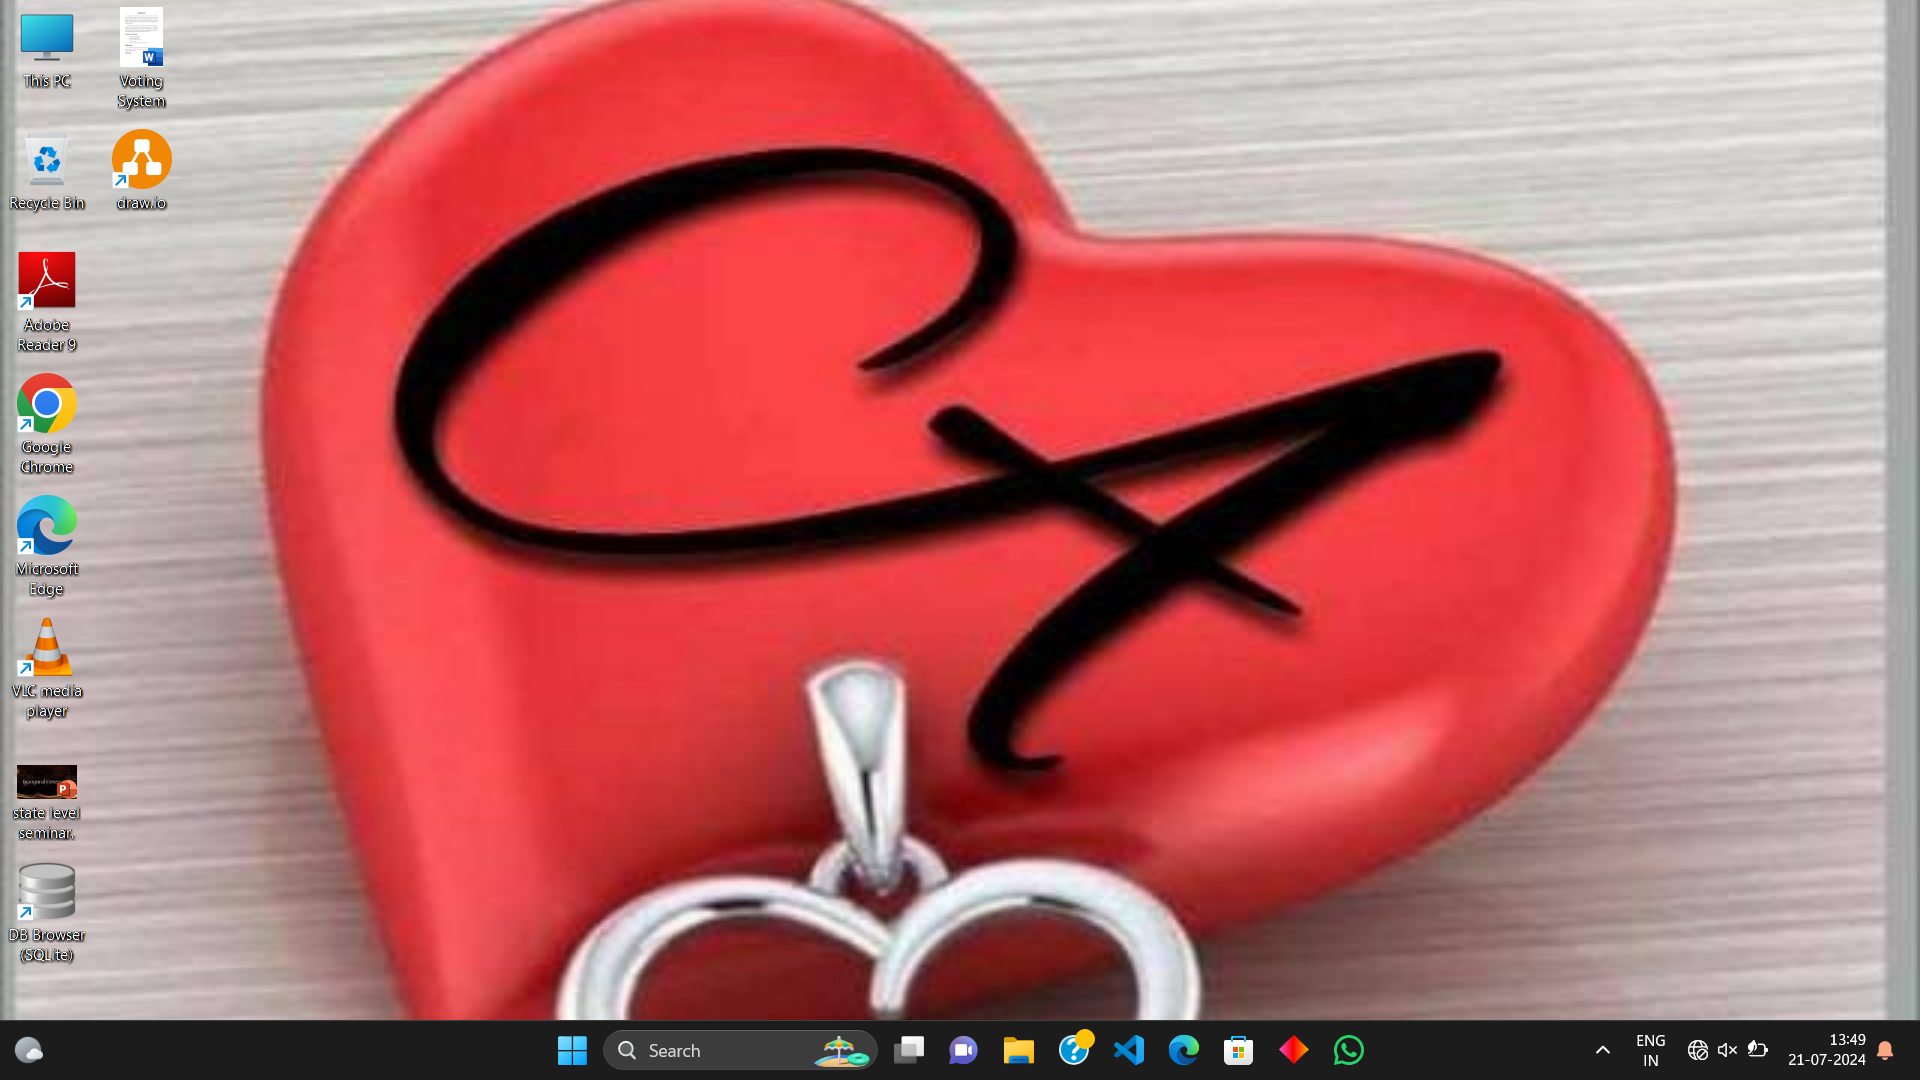 This PC
Voting
System
Recycle Bin
draw.io
Adobe
Reader 9
Google
Chrome
Microsoft
Edge
VLC media
player
state level
seminar.
DB Browser
(SQLite)
CA
Search
ENG
IN
13:49
21-07-2024